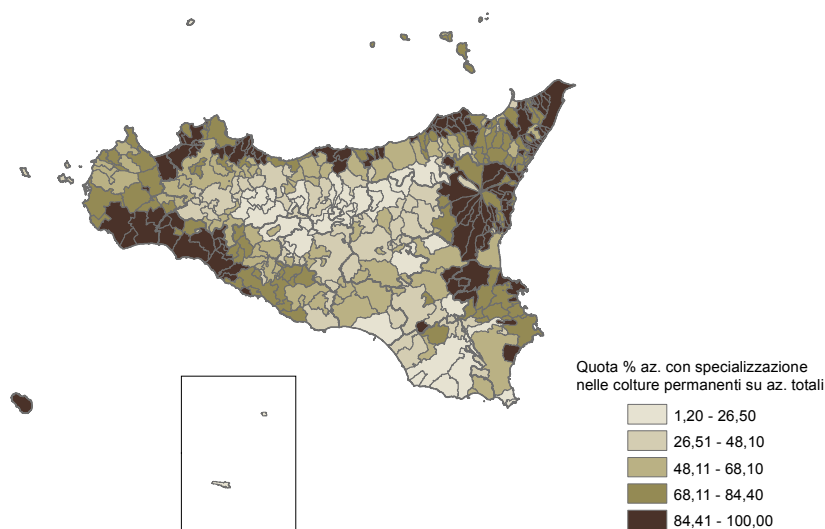 Quota % az. con specializzazione
nelle colture permanenti su az. totali
1,20 - 26,50
26,51 - 48,10
48,11 - 68,10
68,11 - 84,40
84,41 - 100,00